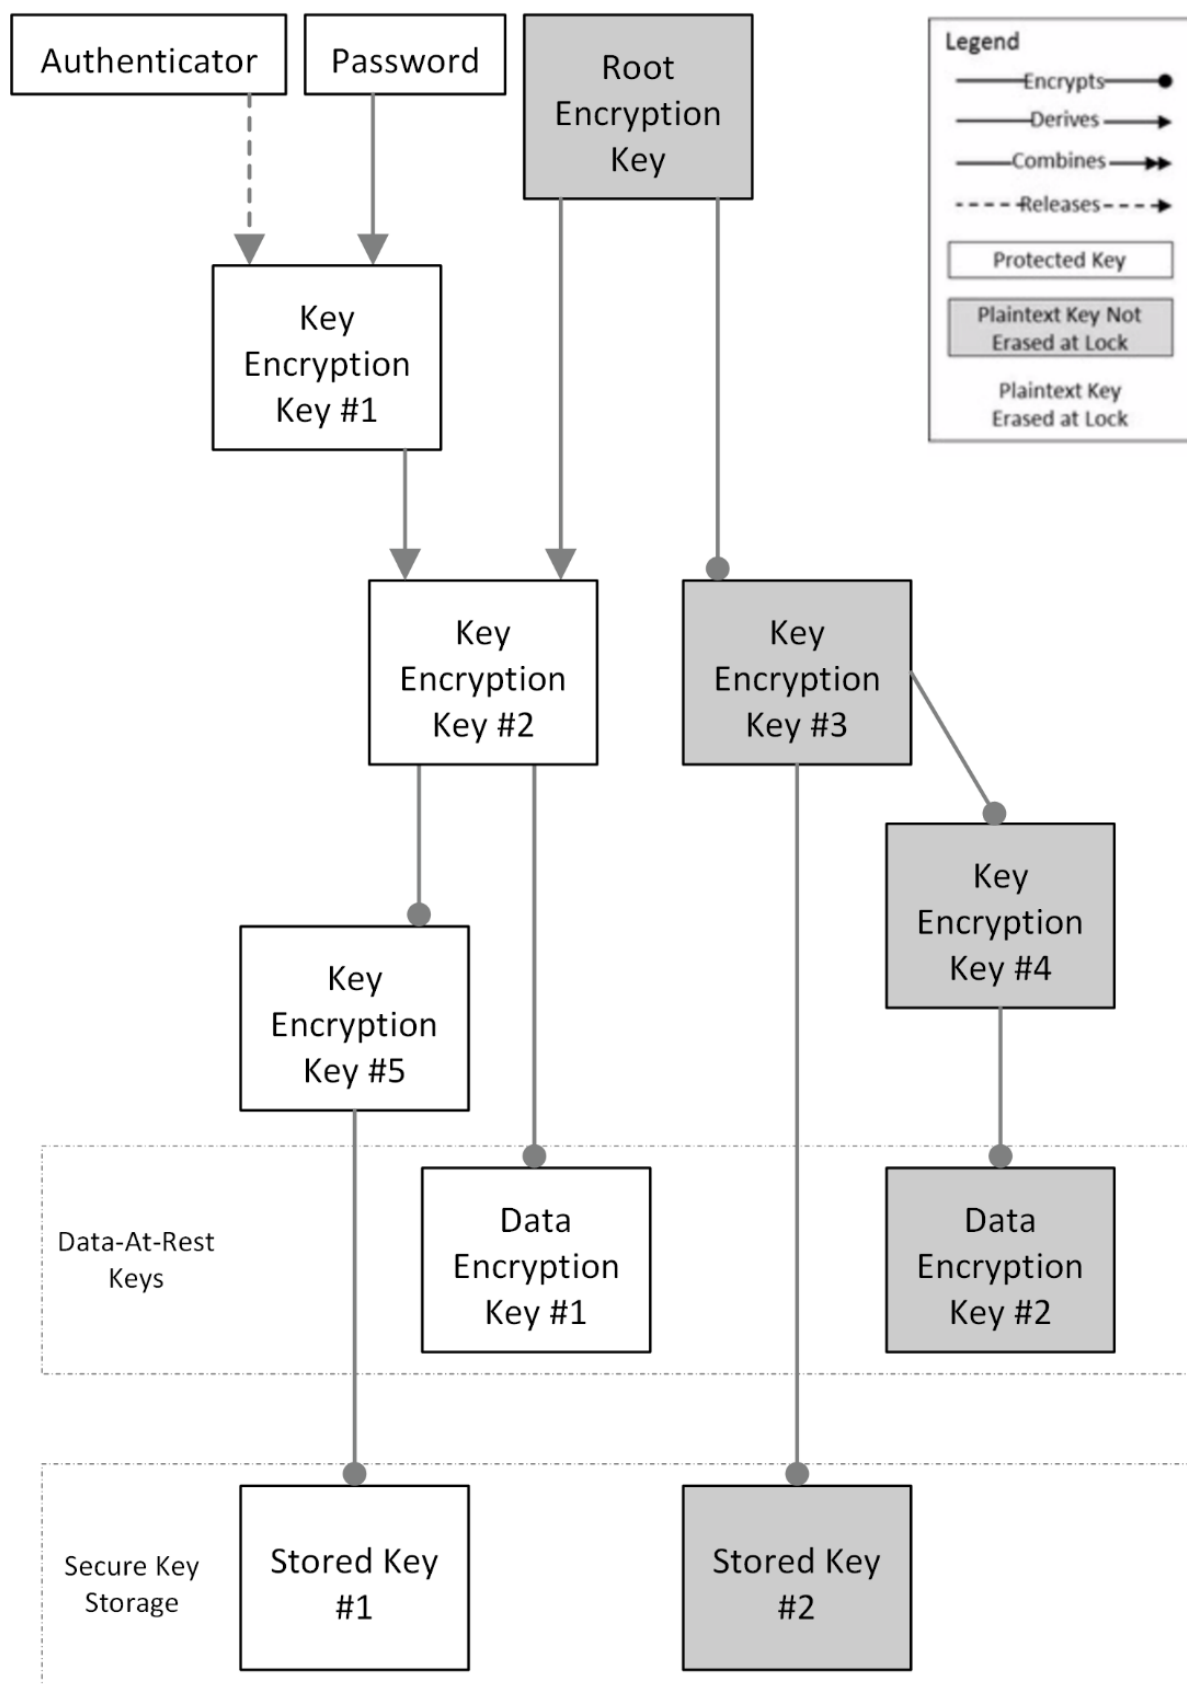 Authenticator
Password
Root
Encryption
Key
Legend
Encrypts
Derives
Combines
Releases
Protected Key
Plaintext Key Not
Erased at Lock
Plaintext Key
Erased at Lock
Key
Encryption
Key #1
Key
Encryption
Key #2
Key
Encryption
Key #3
Key
Encryption
Key #4
Key
Encryption
Key #5
Data-At-Rest
Keys
Data
Encryption
Key #1
Data
Encryption
Key #2
Secure Key
Storage
Stored Key
#1
Stored Key
#2